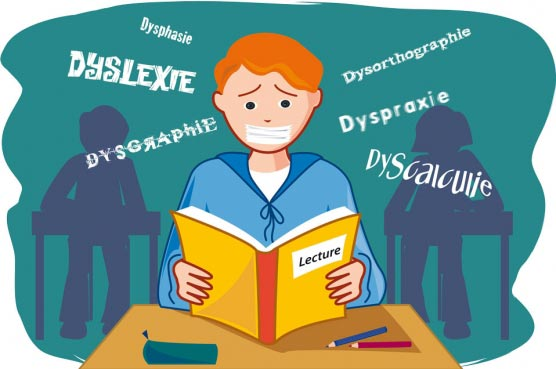 Dysphasie
Dysorthographie
DYSLEXIE
Dyspraxie
DYSGRAPHIE
DyScalculie
Lecture